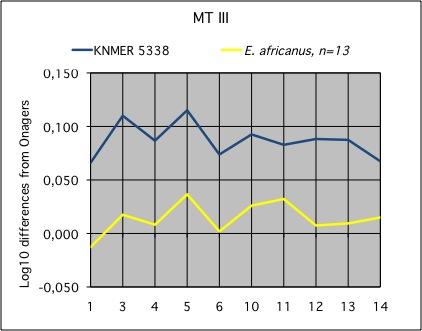 MT III
KNMER 5338
E. africanus, n=13
Log10 differences from Onagers
0,150
0,100
0,050
0,000
-0,050
1 3 4 5 6 10 11 12 13 14